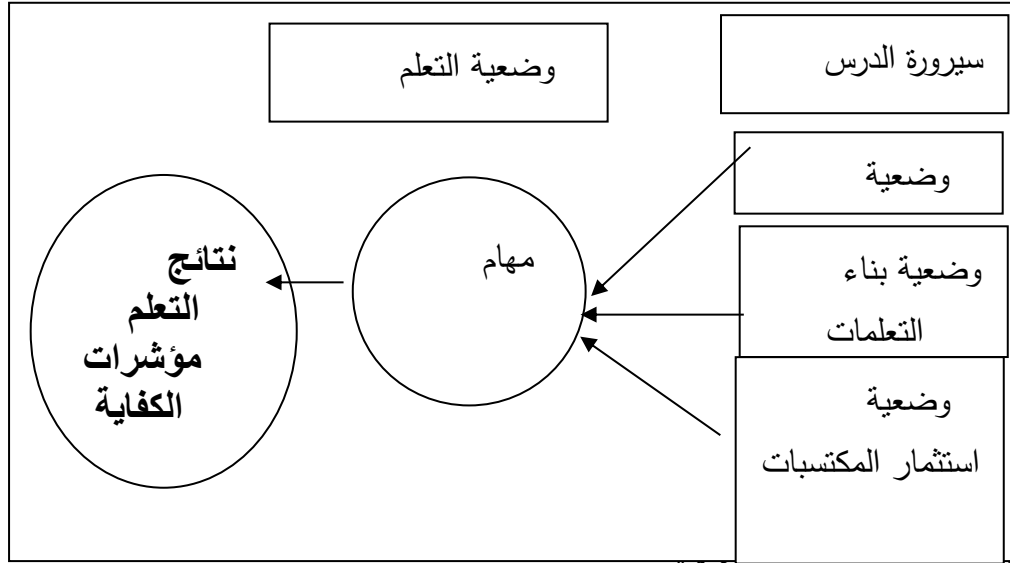 سيرورة الدرس
وضعية التعلم
وضعية
وضعية بناء
التعلمات
وضعية
استثمار المكتسبات
مهام
نتائج
التعلم
مؤشرات
الكفاية